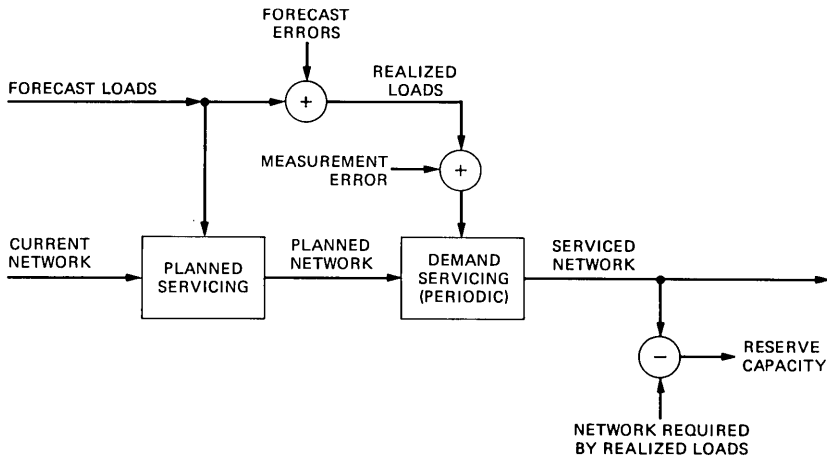 FORECAST
ERRORS
FORECAST LOADS
+
REALIZED
LOADS
MEASUREMENT
ERROR
+
CURRENT
NETWORK
PLANNED
SERVICING
PLANNED
NETWORK
DEMAND
SERVICING
(PERIODIC)
SERVICED
NETWORK
−
RESERVE
CAPACITY
NETWORK REQUIRED
BY REALIZED LOADS